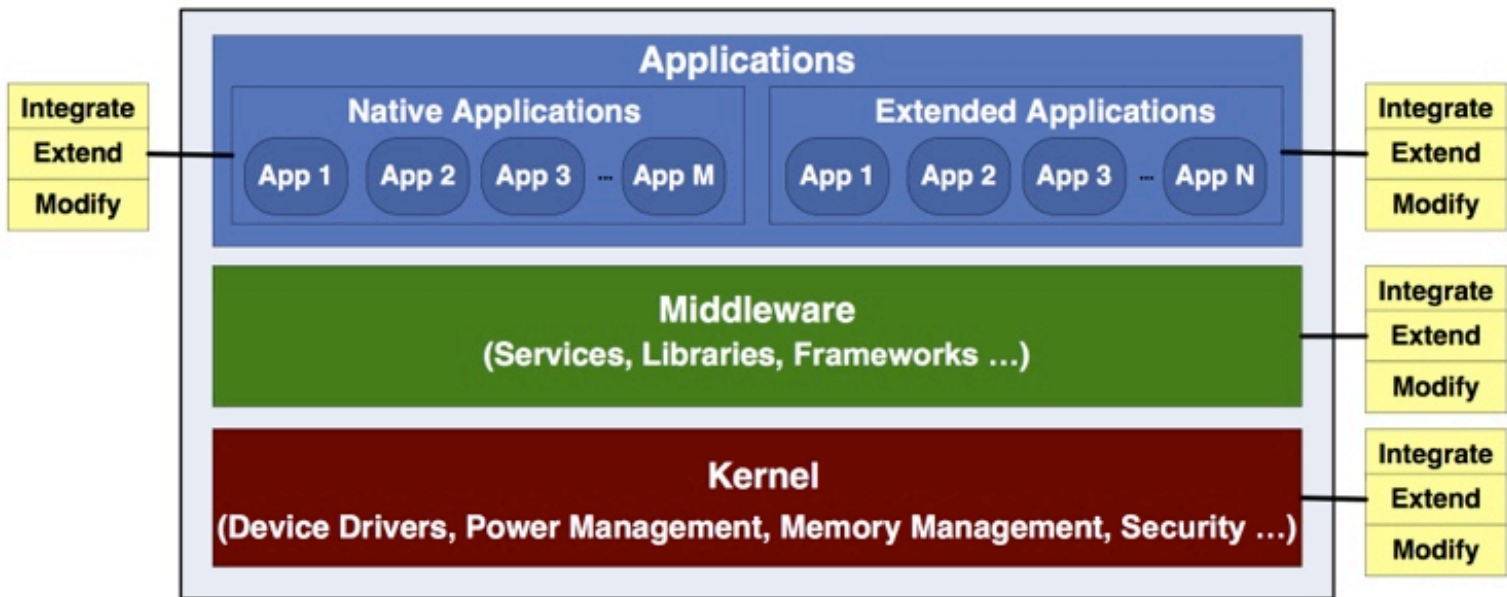 Applications
Integrate
Extend
Modify
Native Applications
App 1 App 2 App 3 ... App M
Extended Applications
App 1 App 2 App 3 ... App N
Integrate
Extend
Modify
Middleware
(Services, Libraries, Frameworks ...)
Integrate
Extend
Modify
Kernel
(Device Drivers, Power Management, Memory Management, Security ...)
Integrate
Extend
Modify